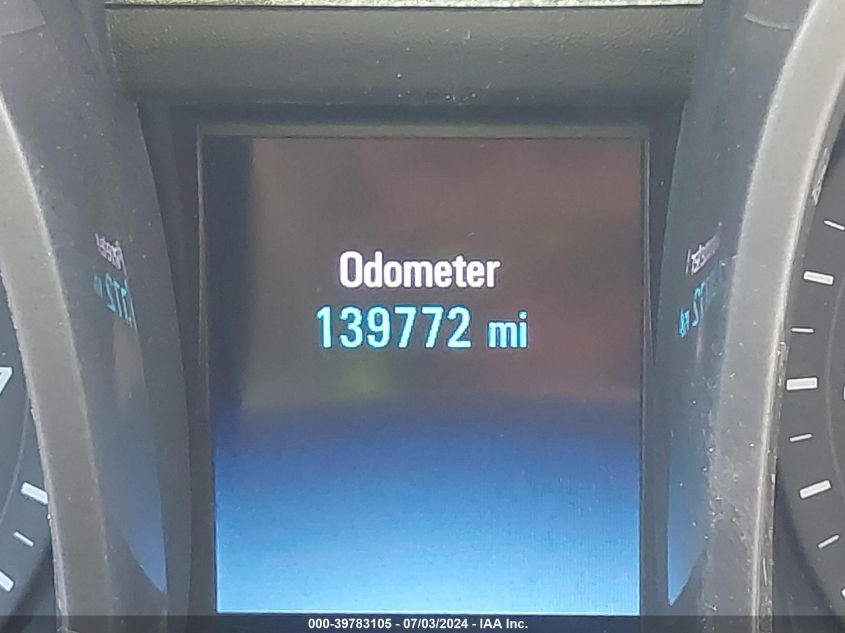 Odometer
139772 mi
000-39783105 - 07/03/2024 - IAA Inc.